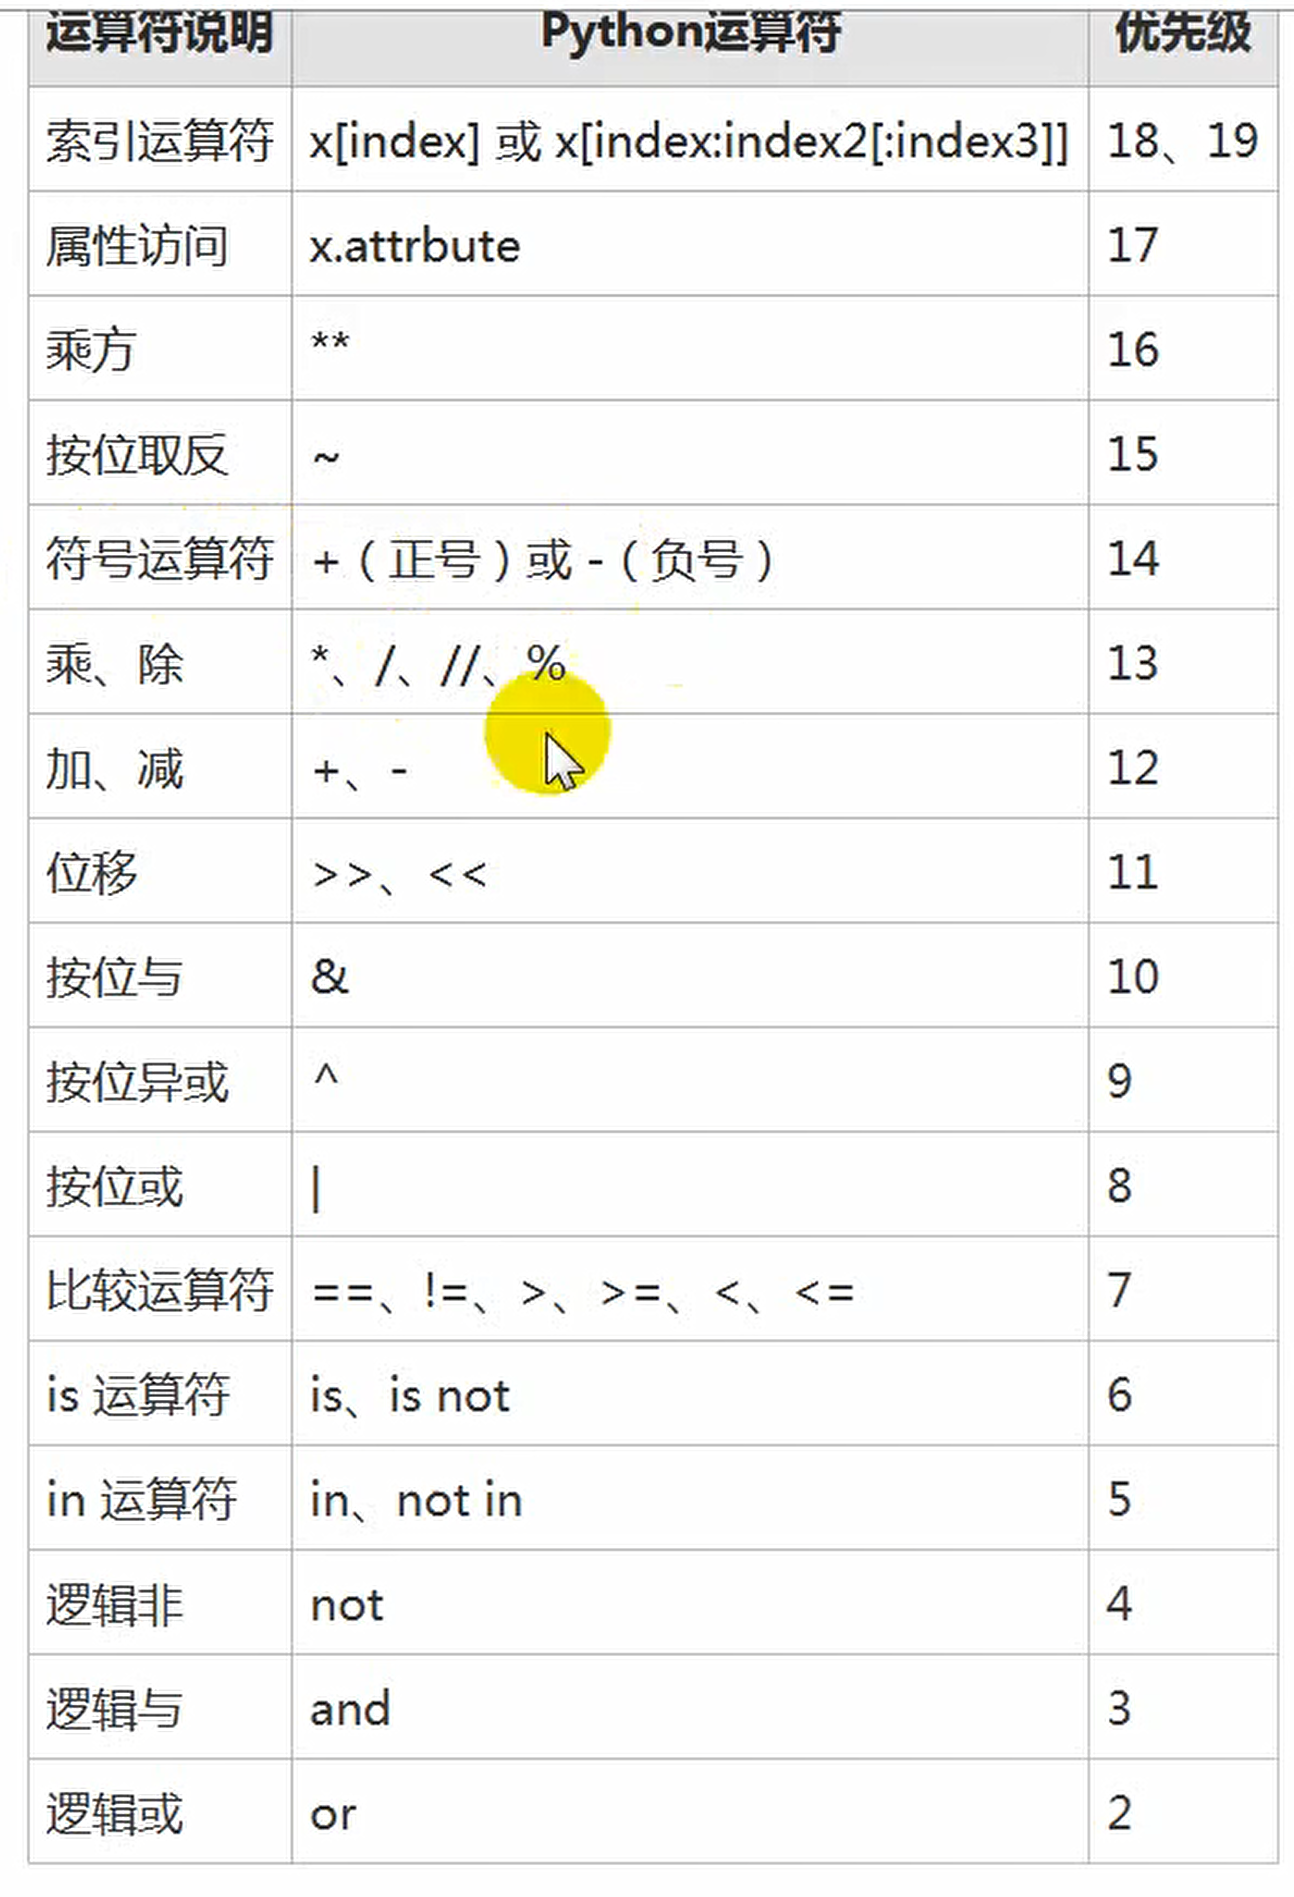 运算符说明 Python运算符 优先级
索引运算符 x[index] 或 x[index:index2[:index3]] 18、19
属性访问 x.attrbute 17
乘方 ** 16
按位取反 ~ 15
符号运算符 +（正号）或 -（负号） 14
乘、除 *、/、//、% 13
加、减 +、- 12
位移 >>、<< 11
按位与 & 10
按位异或 ^ 9
按位或 | 8
比较运算符 ==、!=、>、>=、<、<= 7
is 运算符 is、is not 6
in 运算符 in、not in 5
逻辑非 not 4
逻辑与 and 3
逻辑或 or 2